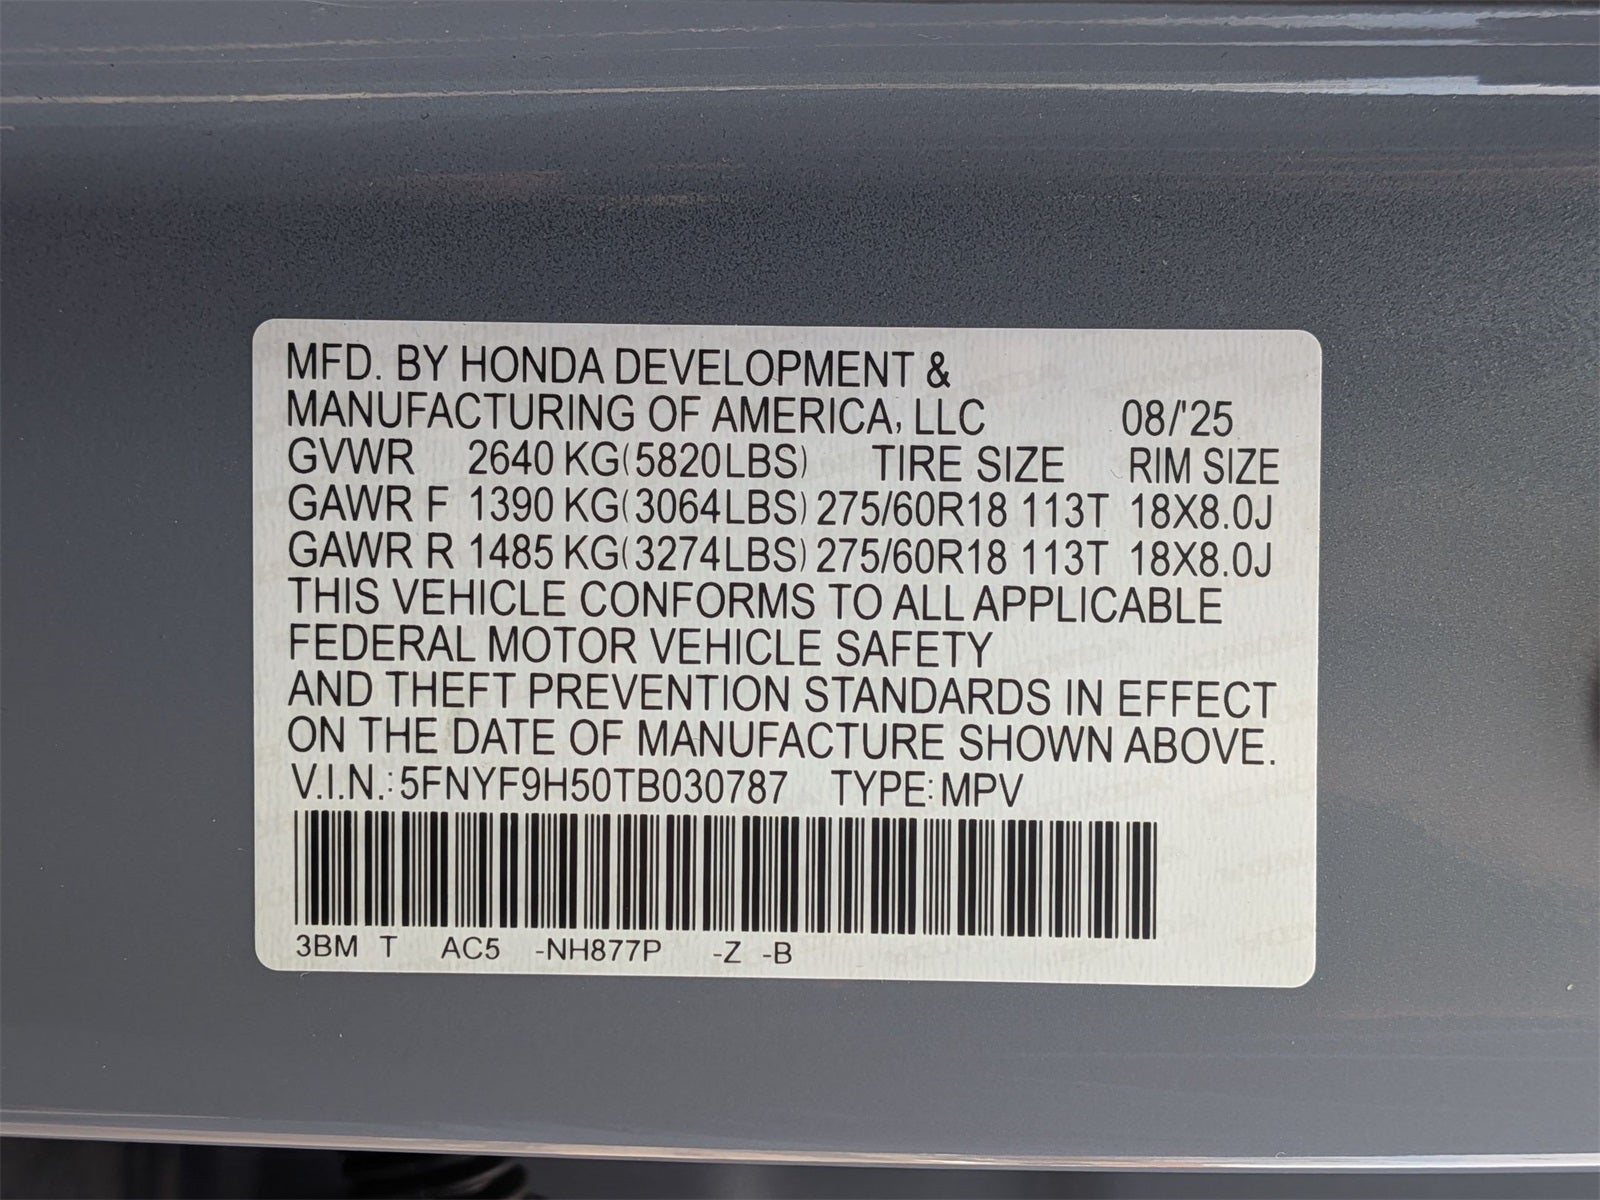 MFD. BY HONDA DEVELOPMENT &
MANUFACTURING OF AMERICA, LLC 08/'25
GVWR 2640 KG(5820LBS) TIRE SIZE RIM SIZE
GAWR F 1390 KG(3064LBS) 275/60R18 113T 18X8.0J
GAWR R 1485 KG(3274LBS) 275/60R18 113T 18X8.0J
THIS VEHICLE CONFORMS TO ALL APPLICABLE
FEDERAL MOTOR VEHICLE SAFETY
AND THEFT PREVENTION STANDARDS IN EFFECT
ON THE DATE OF MANUFACTURE SHOWN ABOVE.
V.I.N.:5FNYF9H50TB030787 TYPE:MPV
3BM T AC5 -NH877P -Z -B